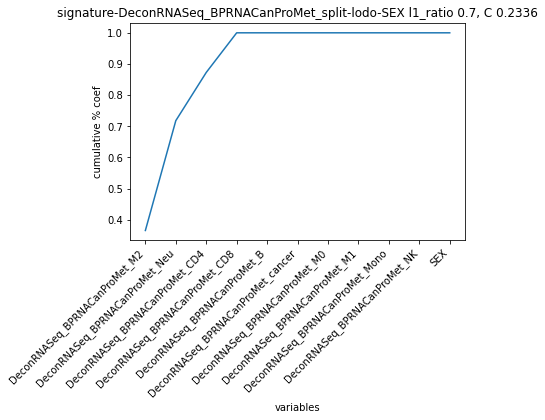 signature-DeconRNASeq_BPRNACanProMet_split-lodo-SEX l1_ratio 0.7, C 0.2336
cumulative % coef
1.0
0.9
0.8
0.7
0.6
0.5
0.4
DeconRNASeq_BPRNACanProMet_M2
DeconRNASeq_BPRNACanProMet_Neu
DeconRNASeq_BPRNACanProMet_CD4
DeconRNASeq_BPRNACanProMet_CD8
DeconRNASeq_BPRNACanProMet_B
DeconRNASeq_BPRNACanProMet_cancer
DeconRNASeq_BPRNACanProMet_M0
DeconRNASeq_BPRNACanProMet_M1
DeconRNASeq_BPRNACanProMet_Mono
DeconRNASeq_BPRNACanProMet_NK
SEX
variables